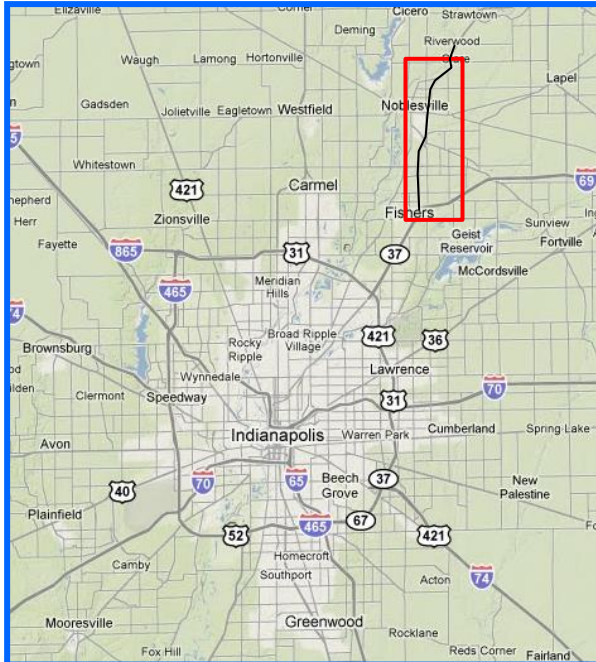 Elizaville
Cicero
Strawtown
Deming
Riverwood
Waugh
Lamong
Hortonville
Lapel
Gadsden
Jolietville
Eagletown
Westfield
Noblesville
Whitestown
421
Carmel
69
Zionsville
Fishers
Herr
Sunview
Fayette
865
31
37
Geist
Reservoir
Fortville
McCordsville
465
Meridian
Hills
421
36
Broad Ripple
Village
Rocky
Ripple
Brownsburg
Wynnedale
Lawrence
70
Clermont
Speedway
31
Indianapolis
Warren Park
Cumberland
Spring Lake
Avon
37
40
70
65
Beech
Grove
New
Palestine
Plainfield
52
465
67
421
Homecroft
Camby
Southport
Acton
74
Mooresville
Greenwood
Rocklane
Fox Hill
Reds Corner
Fairland